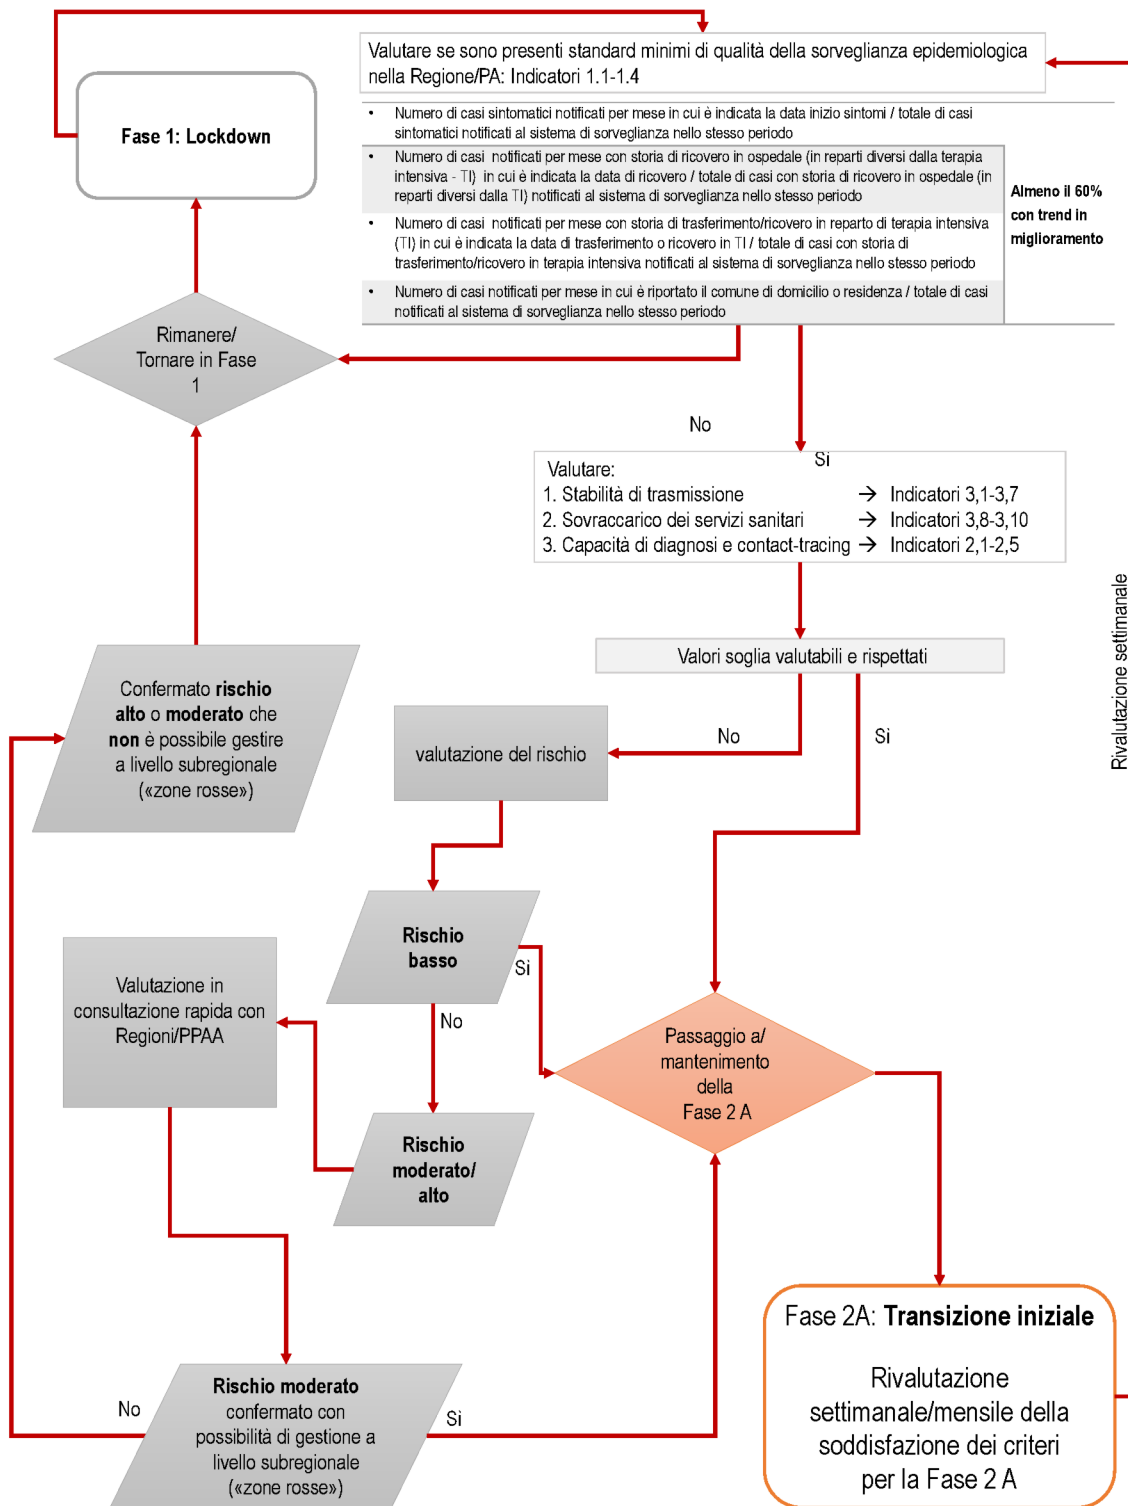 Valutare se sono presenti standard minimi di qualità della sorveglianza epidemiologica
nella Regione/PA: Indicatori 1.1-1.4
Fase 1: Lockdown
• Numero di casi sintomatici notificati per mese in cui è indicata la data inizio sintomi / totale di casi
sintomatici notificati al sistema di sorveglianza nello stesso periodo
• Numero di casi notificati per mese con storia di ricovero in ospedale (in reparti diversi dalla terapia
intensiva - TI) in cui è indicata la data di ricovero / totale di casi con storia di ricovero in ospedale (in
reparti diversi dalla TI) notificati al sistema di sorveglianza nello stesso periodo
• Numero di casi notificati per mese con storia di trasferimento/ricovero in reparto di terapia intensiva
(TI) in cui è indicata la data di trasferimento o ricovero in TI / totale di casi con storia di
trasferimento/ricovero in terapia intensiva notificati al sistema di sorveglianza nello stesso periodo
• Numero di casi notificati per mese in cui è riportato il comune di domicilio o residenza / totale di casi
notificati al sistema di sorveglianza nello stesso periodo
Almeno il 60%
con trend in
miglioramento
Rimanere/
Tornare in Fase
1
No
Si
Valutare:
1. Stabilità di trasmissione → Indicatori 3,1-3,7
2. Sovraccarico dei servizi sanitari → Indicatori 3,8-3,10
3. Capacità di diagnosi e contact-tracing → Indicatori 2,1-2,5
Rivalutazione settimanale
Valori soglia valutabili e rispettati
No
Si
Confermato rischio
alto o moderato che
non è possibile gestire
a livello subregionale
(«zone rosse»)
valutazione del rischio
Rischio
basso
Si
No
Valutazione in
consultazione rapida con
Regioni/PPAA
Passaggio a/
mantenimento
della
Fase 2 A
Rischio
moderato/
alto
Fase 2A: Transizione iniziale
Rivalutazione
settimanale/mensile della
soddisfazione dei criteri
per la Fase 2 A
No
Rischio moderato
confermato con
possibilità di gestione a
livello subregionale
(«zone rosse»)
Si